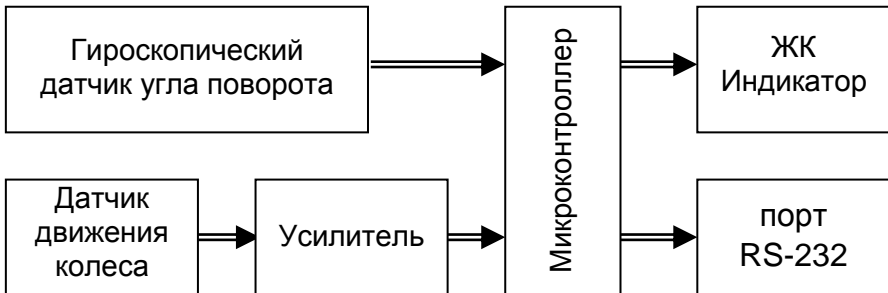 Гироскопический
датчик угла поворота
Микроконтроллер
ЖК
Индикатор
Датчик
движения
колеса
Усилитель
порт
RS-232